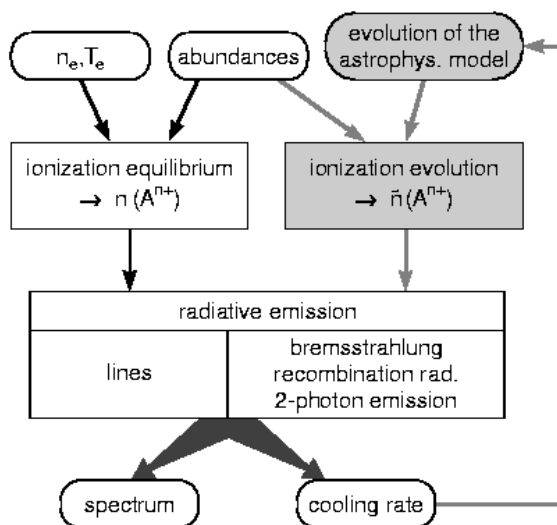 nₑ,Tₑ
abundances
evolution of the
astrophys. model
ionization equilibrium
→ n (Aⁿ⁺)
ionization evolution
→ ñ(Aⁿ⁺)
radiative emission
lines
bremsstrahlung
recombination rad.
2-photon emission
spectrum
cooling rate